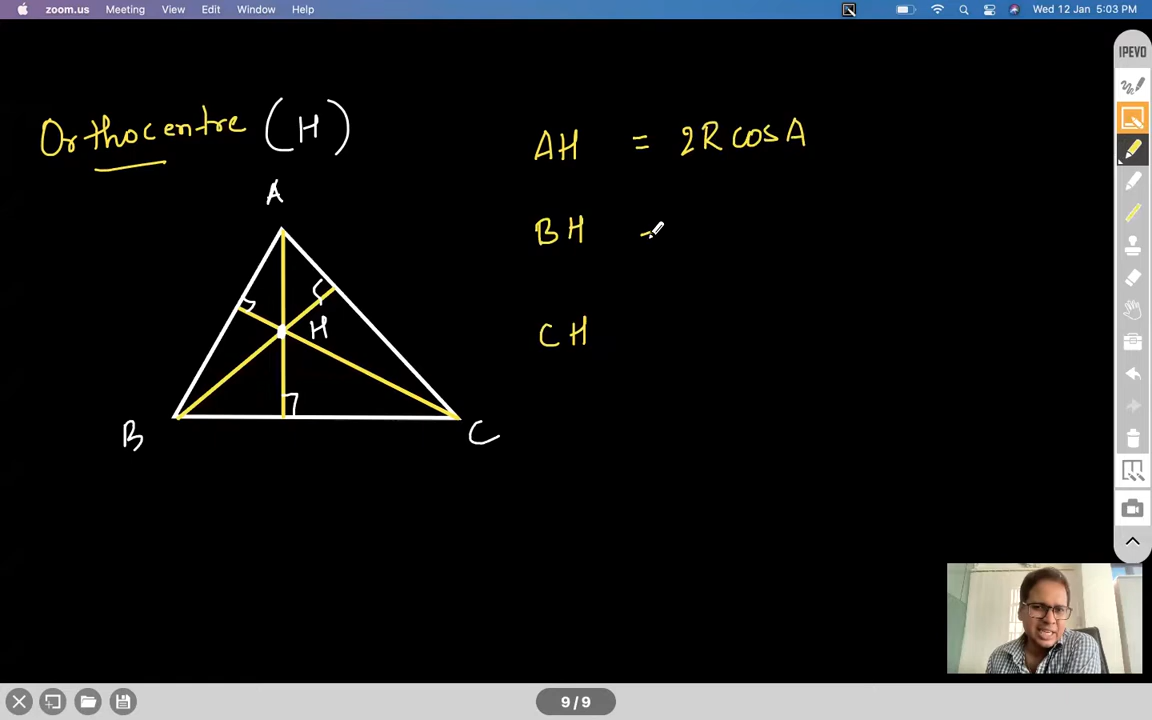 zoom.us Meeting View Edit Window Help Wed 12 Jan 5:03 PM
IPEVO
Orthocentre (H)
AH = 2R cos A
A
BH
H
CH
B
C
9 / 9